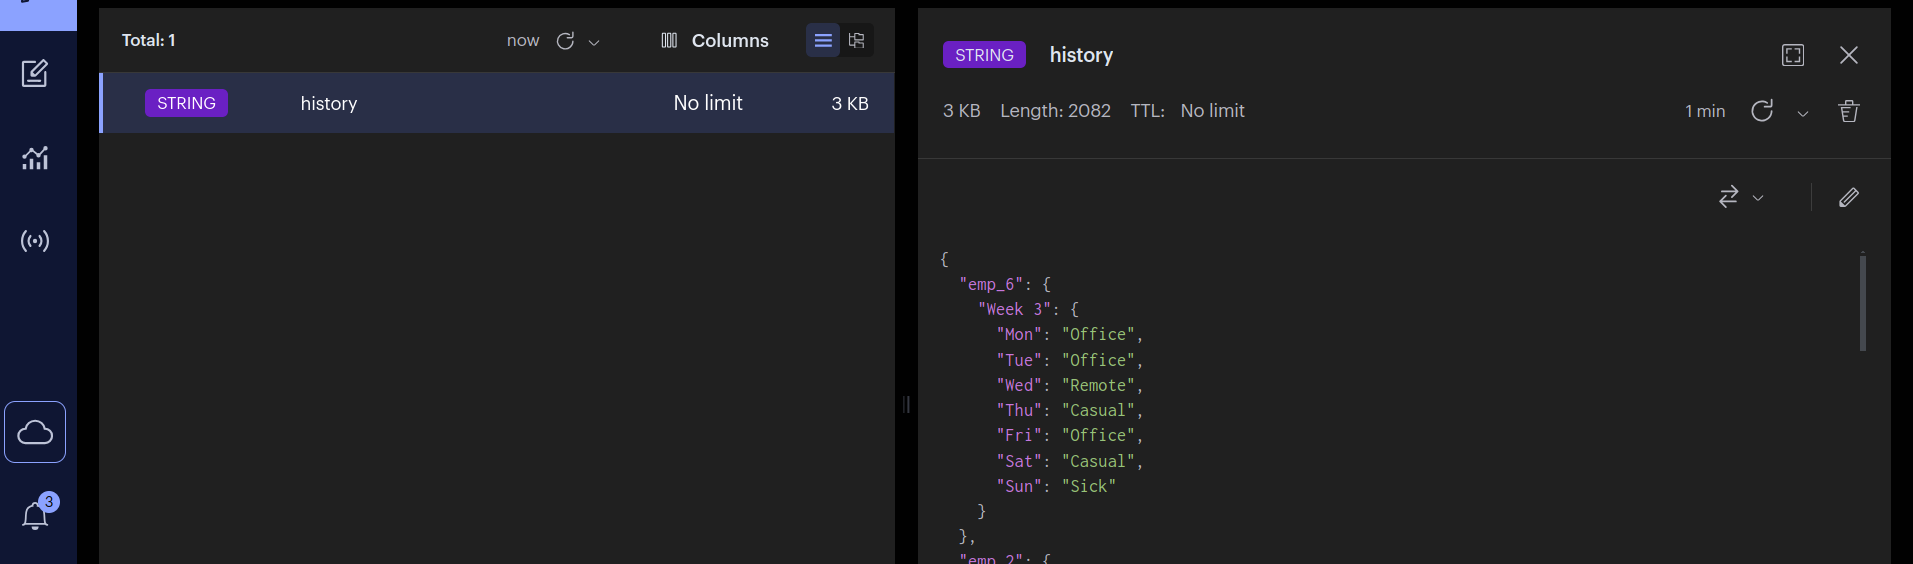 Total: 1 now Columns
STRING history No limit 3 KB
3
STRING history
3 KB Length: 2082 TTL: No limit 1 min
{
"emp_6": {
"Week 3": {
"Mon": "Office",
"Tue": "Office",
"Wed": "Remote",
"Thu": "Casual",
"Fri": "Office",
"Sat": "Casual",
"Sun": "Sick"
}
},
"emp_2": {